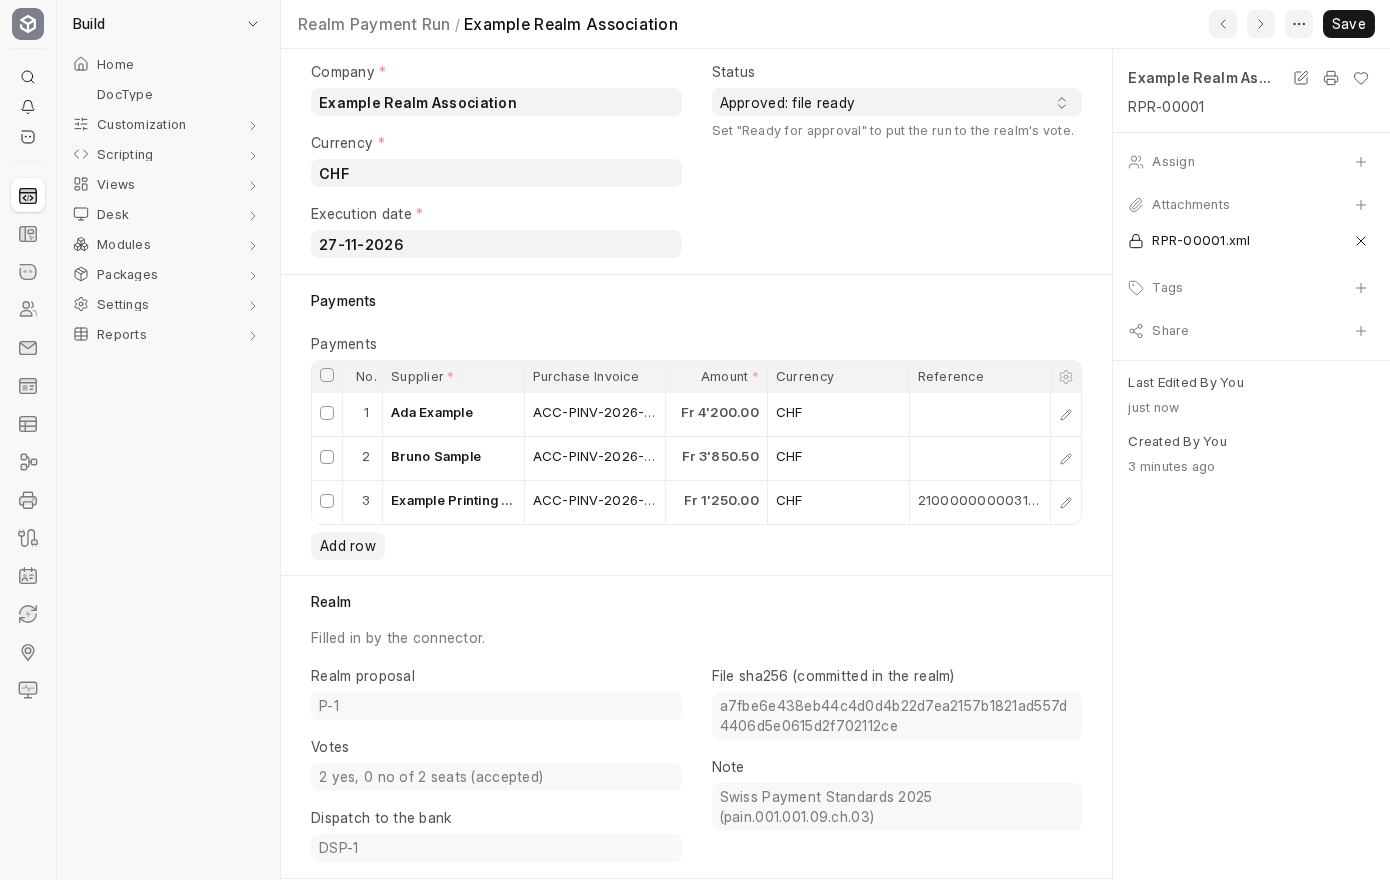 Build
Home
DocType
Customization
Scripting
Views
Desk
Modules
Packages
Settings
Reports
Realm Payment Run / Example Realm Association
Save
Company *
Example Realm Association
Currency *
CHF
Execution date *
27-11-2026
Status
Approved: file ready
Set "Ready for approval" to put the run to the realm's vote.
Payments
Payments
No. Supplier * Purchase Invoice Amount * Currency Reference
1 Ada Example ACC-PINV-2026-... Fr 4'200.00 CHF
2 Bruno Sample ACC-PINV-2026-... Fr 3'850.50 CHF
3 Example Printing ... ACC-PINV-2026-... Fr 1'250.00 CHF 2100000000031...
Add row
Realm
Filled in by the connector.
Realm proposal
P-1
Votes
2 yes, 0 no of 2 seats (accepted)
Dispatch to the bank
DSP-1
File sha256 (committed in the realm)
a7fbe6e438eb44c4d0d4b22d7ea2157b1821ad557d
4406d5e0615d2f702112ce
Note
Swiss Payment Standards 2025
(pain.001.001.09.ch.03)
Example Realm As...
RPR-00001
Assign
Attachments
RPR-00001.xml
Tags
Share
Last Edited By You
just now
Created By You
3 minutes ago